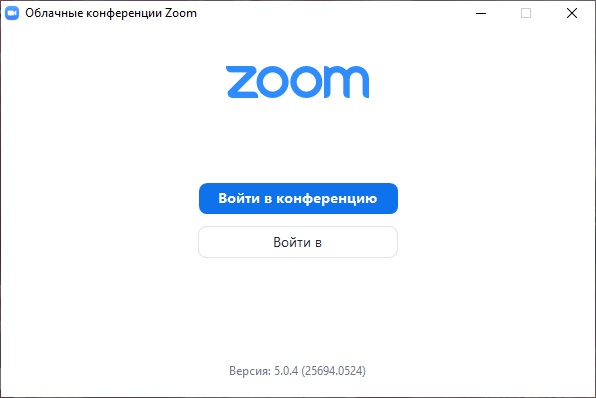 Облачные конференции Zoom
zoom
Войти в конференцию
Войти в
Версия: 5.0.4 (25694.0524)